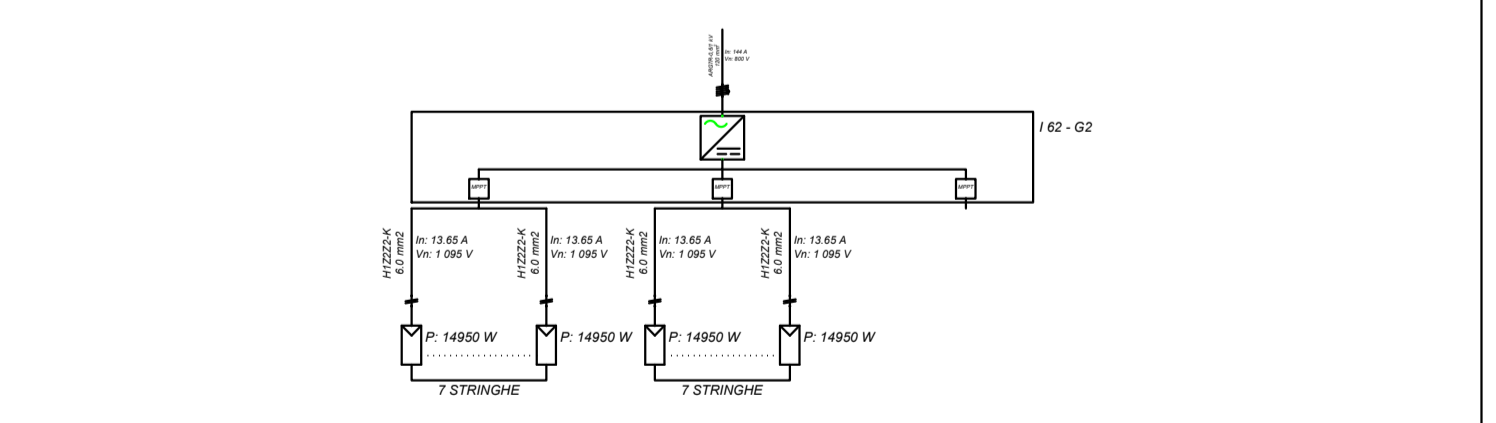 ARG7R-0,6/1 kV
120 mm²
In: 144 A
Vn: 800 V
I 62 - G2
MPPT
MPPT
MPPT
H1Z2Z2-K
6.0 mm2
In: 13.65 A
Vn: 1 095 V
H1Z2Z2-K
6.0 mm2
In: 13.65 A
Vn: 1 095 V
H1Z2Z2-K
6.0 mm2
In: 13.65 A
Vn: 1 095 V
H1Z2Z2-K
6.0 mm2
In: 13.65 A
Vn: 1 095 V
P: 14950 W
P: 14950 W
P: 14950 W
P: 14950 W
7 STRINGHE
7 STRINGHE